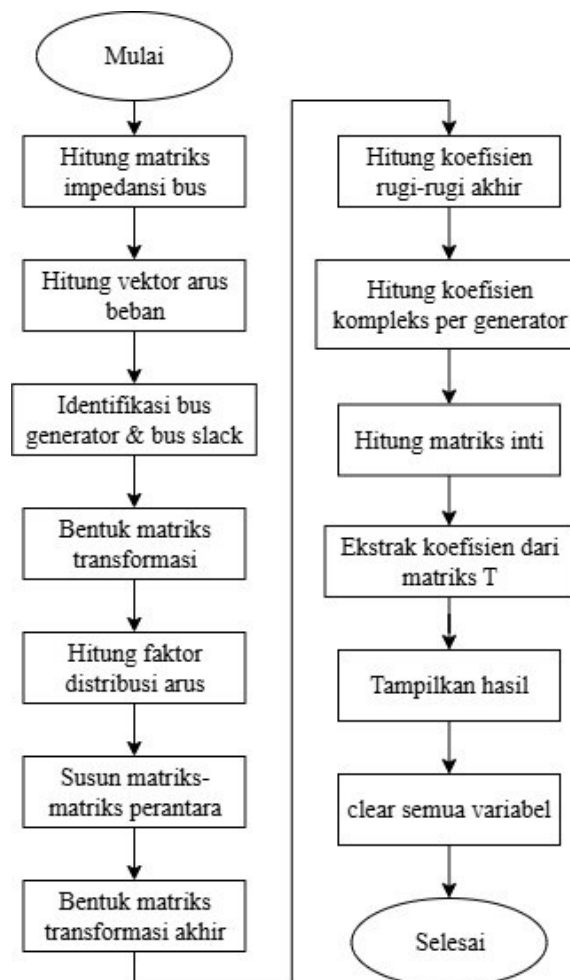 Mulai
Hitung matriks
impedansi bus
Hitung vektor arus
beban
Identifikasi bus
generator & bus slack
Bentuk matriks
transformasi
Hitung faktor
distribusi arus
Susun matriks-
matriks perantara
Bentuk matriks
transformasi akhir
Hitung koefisien
rugi-rugi akhir
Hitung koefisien
kompleks per generator
Hitung matriks inti
Ekstrak koefisien dari
matriks T
Tampilkan hasil
clear semua variabel
Selesai